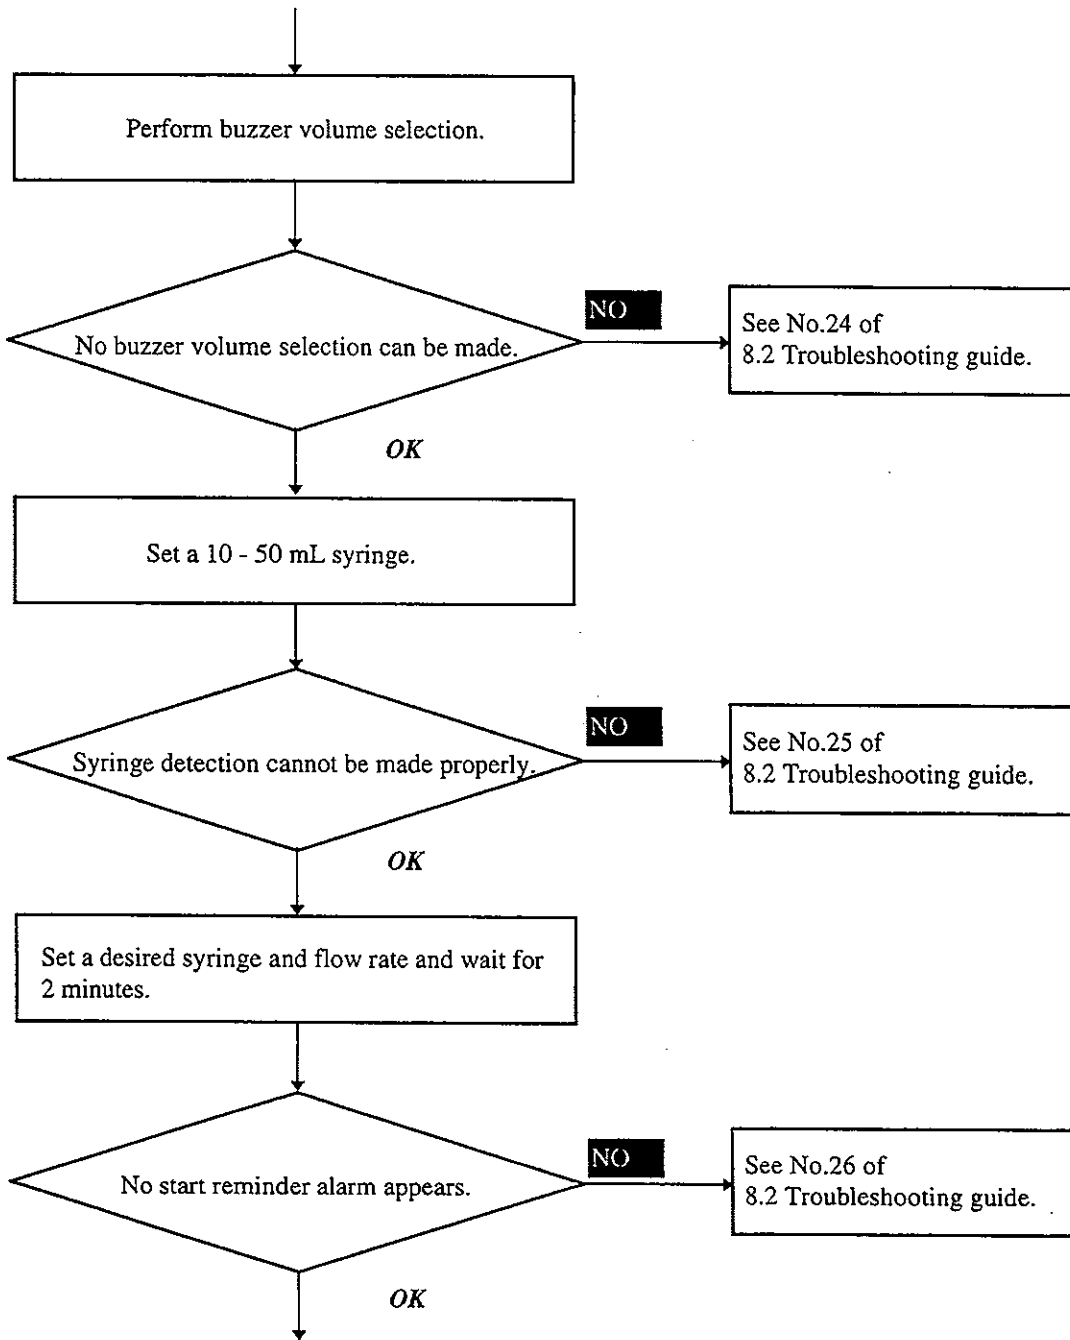 Perform buzzer volume selection.
No buzzer volume selection can be made.
NO
See No.24 of
8.2 Troubleshooting guide.
OK
Set a 10 - 50 mL syringe.
Syringe detection cannot be made properly.
NO
See No.25 of
8.2 Troubleshooting guide.
OK
Set a desired syringe and flow rate and wait for
2 minutes.
No start reminder alarm appears.
NO
See No.26 of
8.2 Troubleshooting guide.
OK